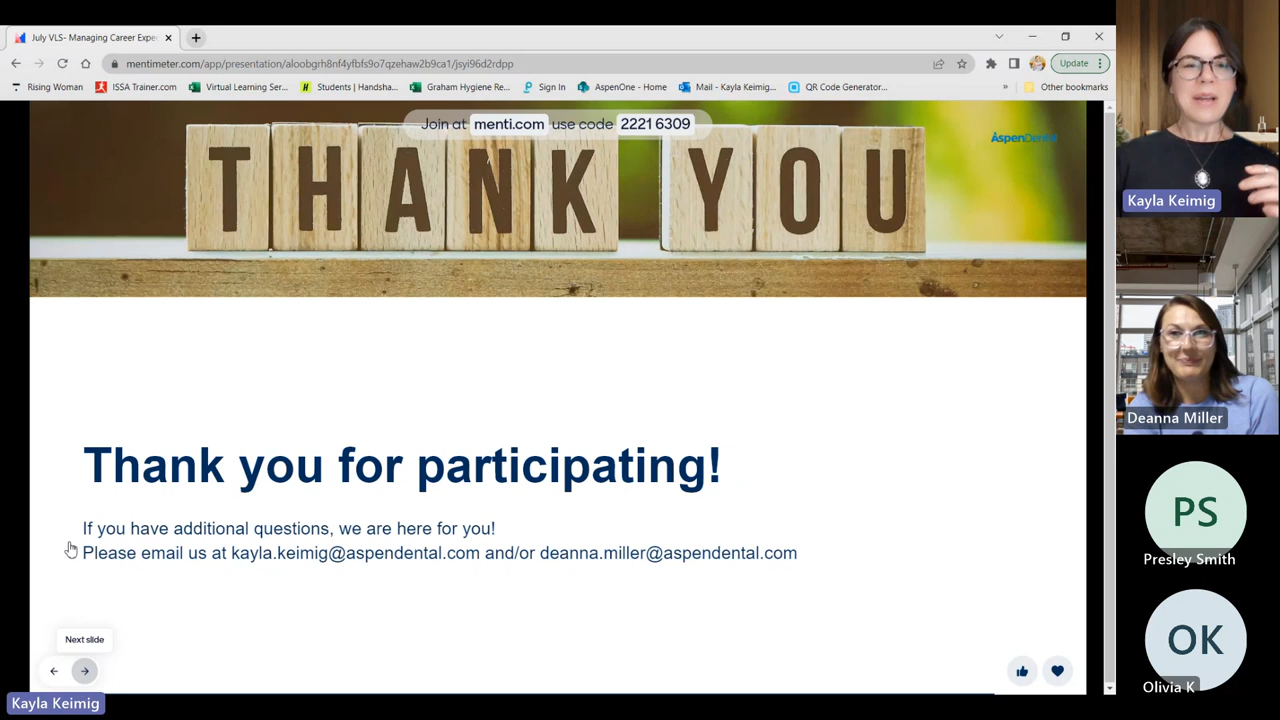 July VLS- Managing Career Expe
mentimeter.com/app/presentation/aloobgrh8nf4yfbfs9o7qzehaw2b9ca1/jsyi96d2rdpp
Update
Rising Woman
ISSA Trainer.com
Virtual Learning Ser...
Students | Handsha...
Graham Hygiene Re...
Sign In
AspenOne - Home
Mail - Kayla Keimig...
QR Code Generator...
»
Other bookmarks
Join at menti.com use code 2221 6309
AspenDental
THANK YOU
Thank you for participating!
If you have additional questions, we are here for you!
Please email us at kayla.keimig@aspendental.com and/or deanna.miller@aspendental.com
Next slide
Kayla Keimig
Kayla Keimig
Deanna Miller
PS
Presley Smith
OK
Olivia K